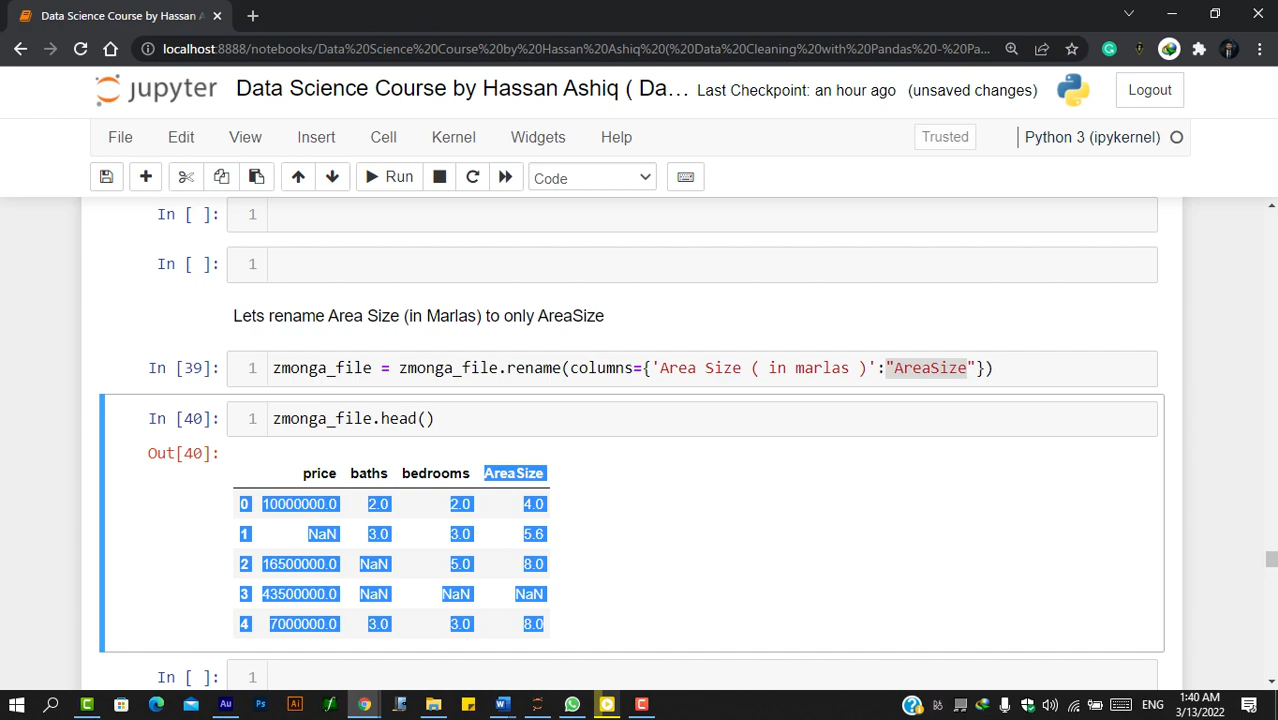 Data Science Course by Hassan A
localhost:8888/notebooks/Data%20Science%20Course%20by%20Hassan%20Ashiq%20(%20Data%20Cleaning%20with%20Pandas%20-%20Pa...
jupyter Data Science Course by Hassan Ashiq ( Da... Last Checkpoint: an hour ago (unsaved changes) Logout
File Edit View Insert Cell Kernel Widgets Help Trusted Python 3 (ipykernel)
Run Code
In [ ]: 1
In [ ]: 1
Lets rename Area Size (in Marlas) to only AreaSize
In [39]: 1 zmonga_file = zmonga_file.rename(columns={'Area Size ( in marlas )':"AreaSize"})
In [40]: 1 zmonga_file.head()
Out[40]:
price baths bedrooms AreaSize
0 10000000.0 2.0 2.0 4.0
1 NaN 3.0 3.0 5.6
2 16500000.0 NaN 5.0 8.0
3 43500000.0 NaN NaN NaN
4 7000000.0 3.0 3.0 8.0
In [ ]: 1
Au Ps Ai ENG 1:40 AM
3/13/2022